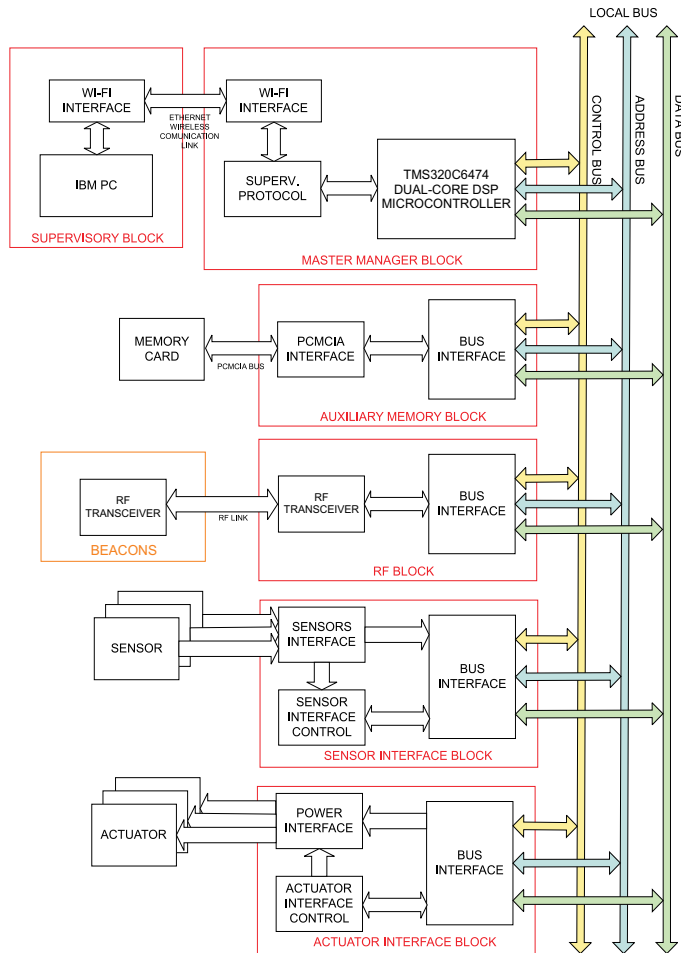 LOCAL BUS
CONTROL BUS
ADDRESS BUS
DATA BUS
WI-FI
INTERFACE
ETHERNET
WIRELESS
COMUNICATION
LINK
WI-FI
INTERFACE
IBM PC
SUPERV.
PROTOCOL
TMS320C6474
DUAL-CORE DSP
MICROCONTROLLER
SUPERVISORY BLOCK
MASTER MANAGER BLOCK
MEMORY
CARD
PCMCIA BUS
PCMCIA
INTERFACE
BUS
INTERFACE
AUXILIARY MEMORY BLOCK
RF
TRANSCEIVER
RF LINK
RF
TRANSCEIVER
BUS
INTERFACE
BEACONS
RF BLOCK
SENSOR
SENSORS
INTERFACE
SENSOR
INTERFACE
CONTROL
BUS
INTERFACE
SENSOR INTERFACE BLOCK
ACTUATOR
POWER
INTERFACE
ACTUATOR
INTERFACE
CONTROL
BUS
INTERFACE
ACTUATOR INTERFACE BLOCK